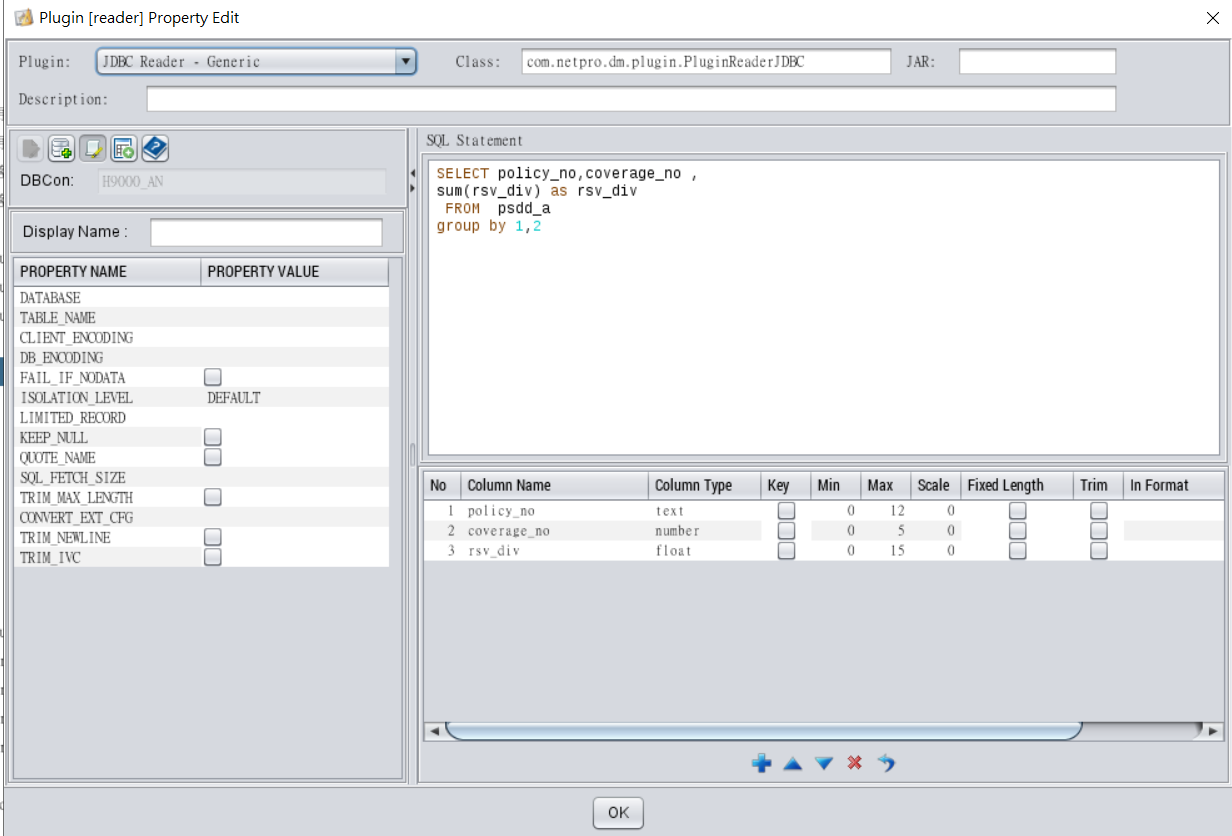 Plugin [reader] Property Edit
Plugin: JDBC Reader - Generic Class: com.netpro.dm.plugin.PluginReaderJDBC JAR:
Description:
DBCon: H9000_AN
Display Name :
PROPERTY NAME PROPERTY VALUE
DATABASE
TABLE_NAME
CLIENT_ENCODING
DB_ENCODING
FAIL_IF_NODATA
ISOLATION_LEVEL DEFAULT
LIMITED_RECORD
KEEP_NULL
QUOTE_NAME
SQL_FETCH_SIZE
TRIM_MAX_LENGTH
CONVERT_EXT_CFG
TRIM_NEWLINE
TRIM_IVC
SQL Statement
SELECT policy_no,coverage_no ,
sum(rsv_div) as rsv_div
FROM psdd_a
group by 1,2
No Column Name Column Type Key Min Max Scale Fixed Length Trim In Format
1 policy_no text 0 12 0
2 coverage_no number 0 5 0
3 rsv_div float 0 15 0
OK